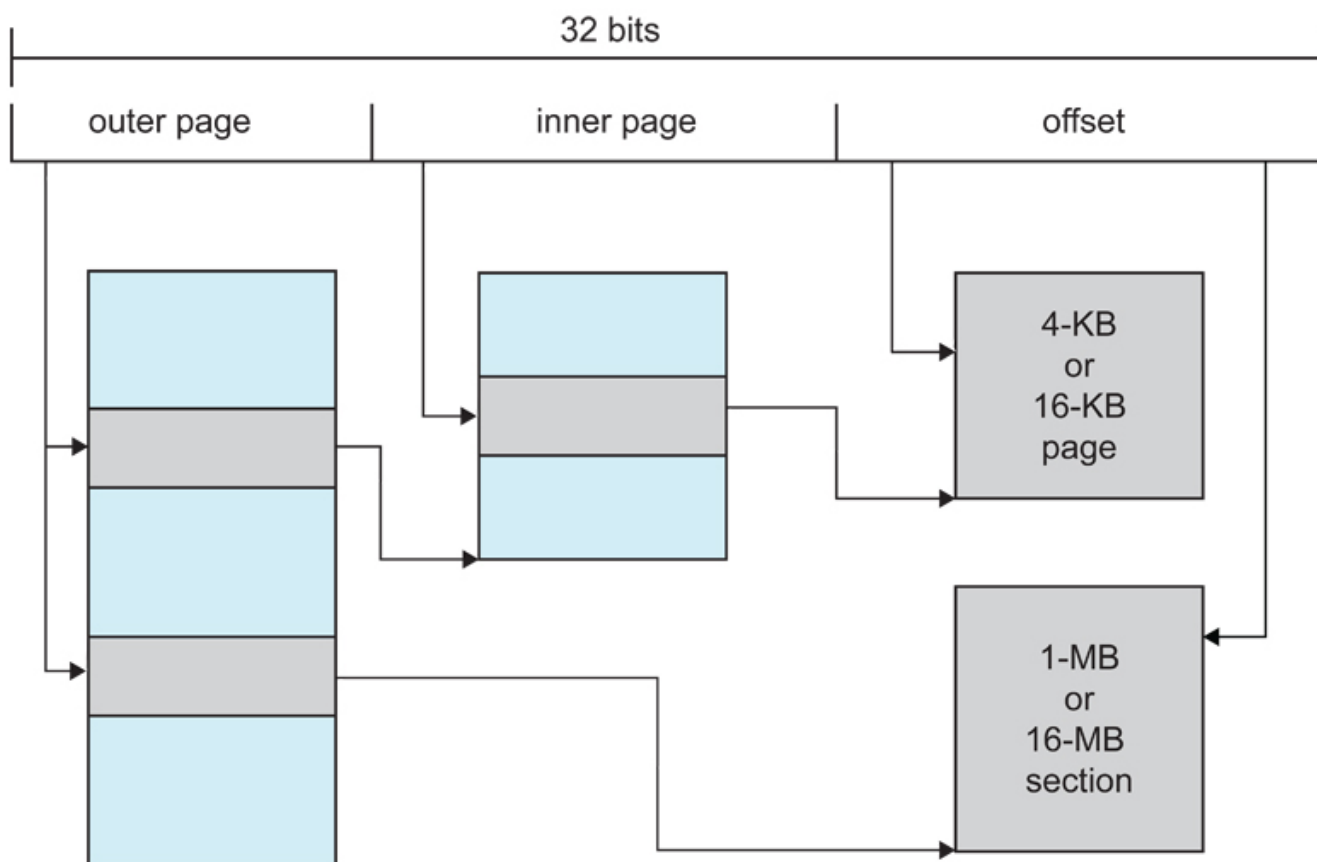 32 bits
outer page
inner page
offset
4-KB
or
16-KB
page
1-MB
or
16-MB
section